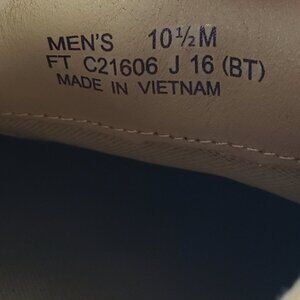 MEN'S 10½M
FT C21606 J 16 (BT)
MADE IN VIETNAM